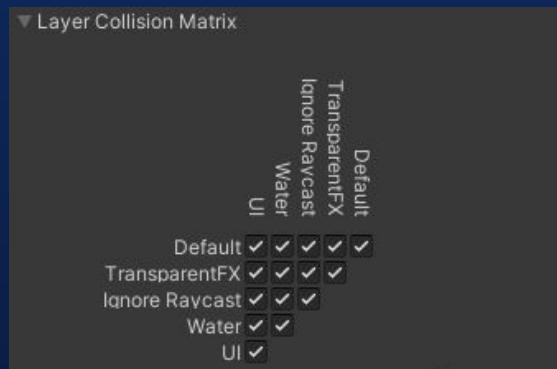 Layer Collision Matrix
UI
Water
Ignore Raycast
TransparentFX
Default
Default
TransparentFX
Ignore Raycast
Water
UI